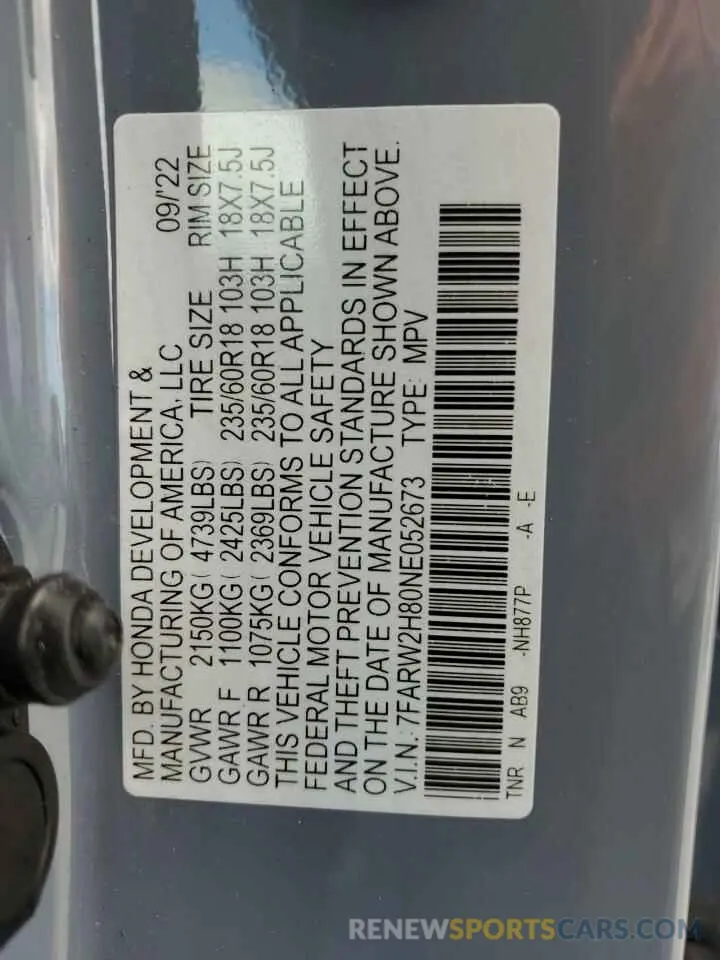 MFD. BY HONDA DEVELOPMENT &
MANUFACTURING OF AMERICA, LLC 09/'22
GVWR 2150KG( 4739LBS) TIRE SIZE RIM SIZE
GAWR F 1100KG( 2425LBS) 235/60R18 103H 18X7.5J
GAWR R 1075KG( 2369LBS) 235/60R18 103H 18X7.5J
THIS VEHICLE CONFORMS TO ALL APPLICABLE
FEDERAL MOTOR VEHICLE SAFETY
AND THEFT PREVENTION STANDARDS IN EFFECT
ON THE DATE OF MANUFACTURE SHOWN ABOVE.
V.I.N.: 7FARW2H80NE052673 TYPE: MPV
TNR N AB9 -NH877P -A -E
RENEWSPORTSCARS.COM